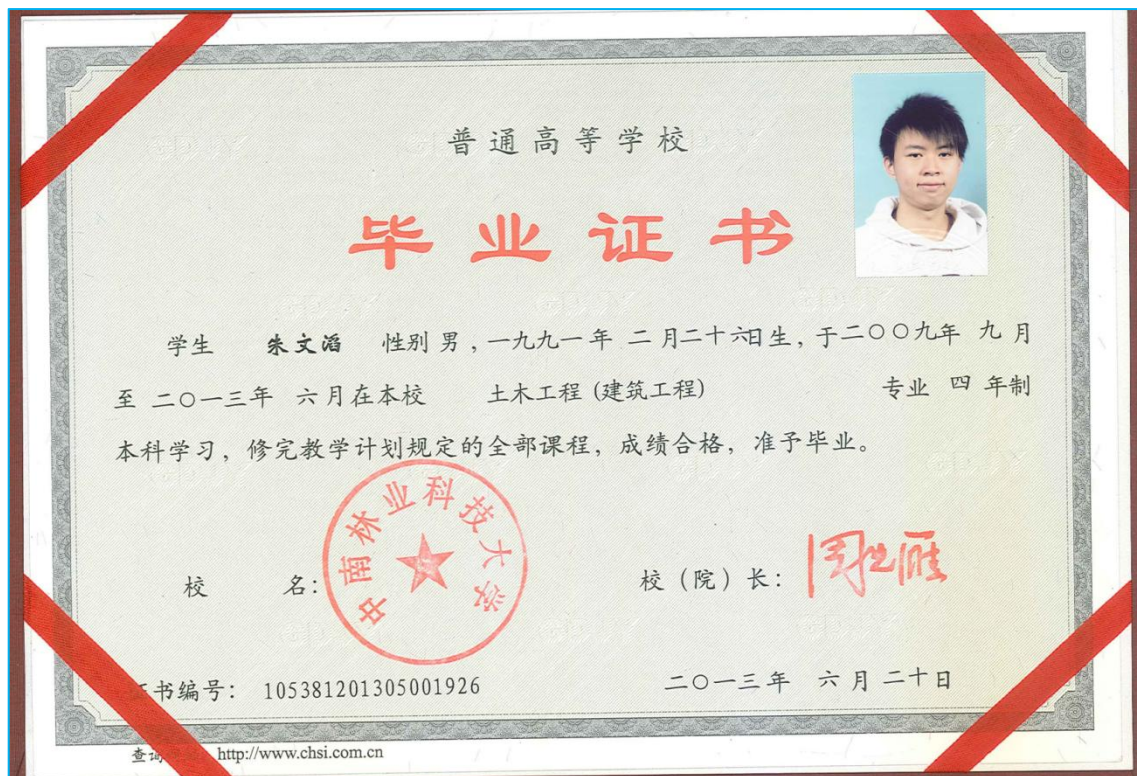 普通高等学校
毕业证书
学生 朱文滔 性别 男，一九九一年 二月二十六日生，于二〇〇九年 九月
至 二〇一三年 六月在本校 土木工程(建筑工程) 专业 四 年制
本科学习，修完教学计划规定的全部课程，成绩合格，准予毕业。
校 名：
中南林业科技大学
校（院）长：
书编号： 105381201305001926
二〇一三年 六月二十日
http://www.chsi.com.cn